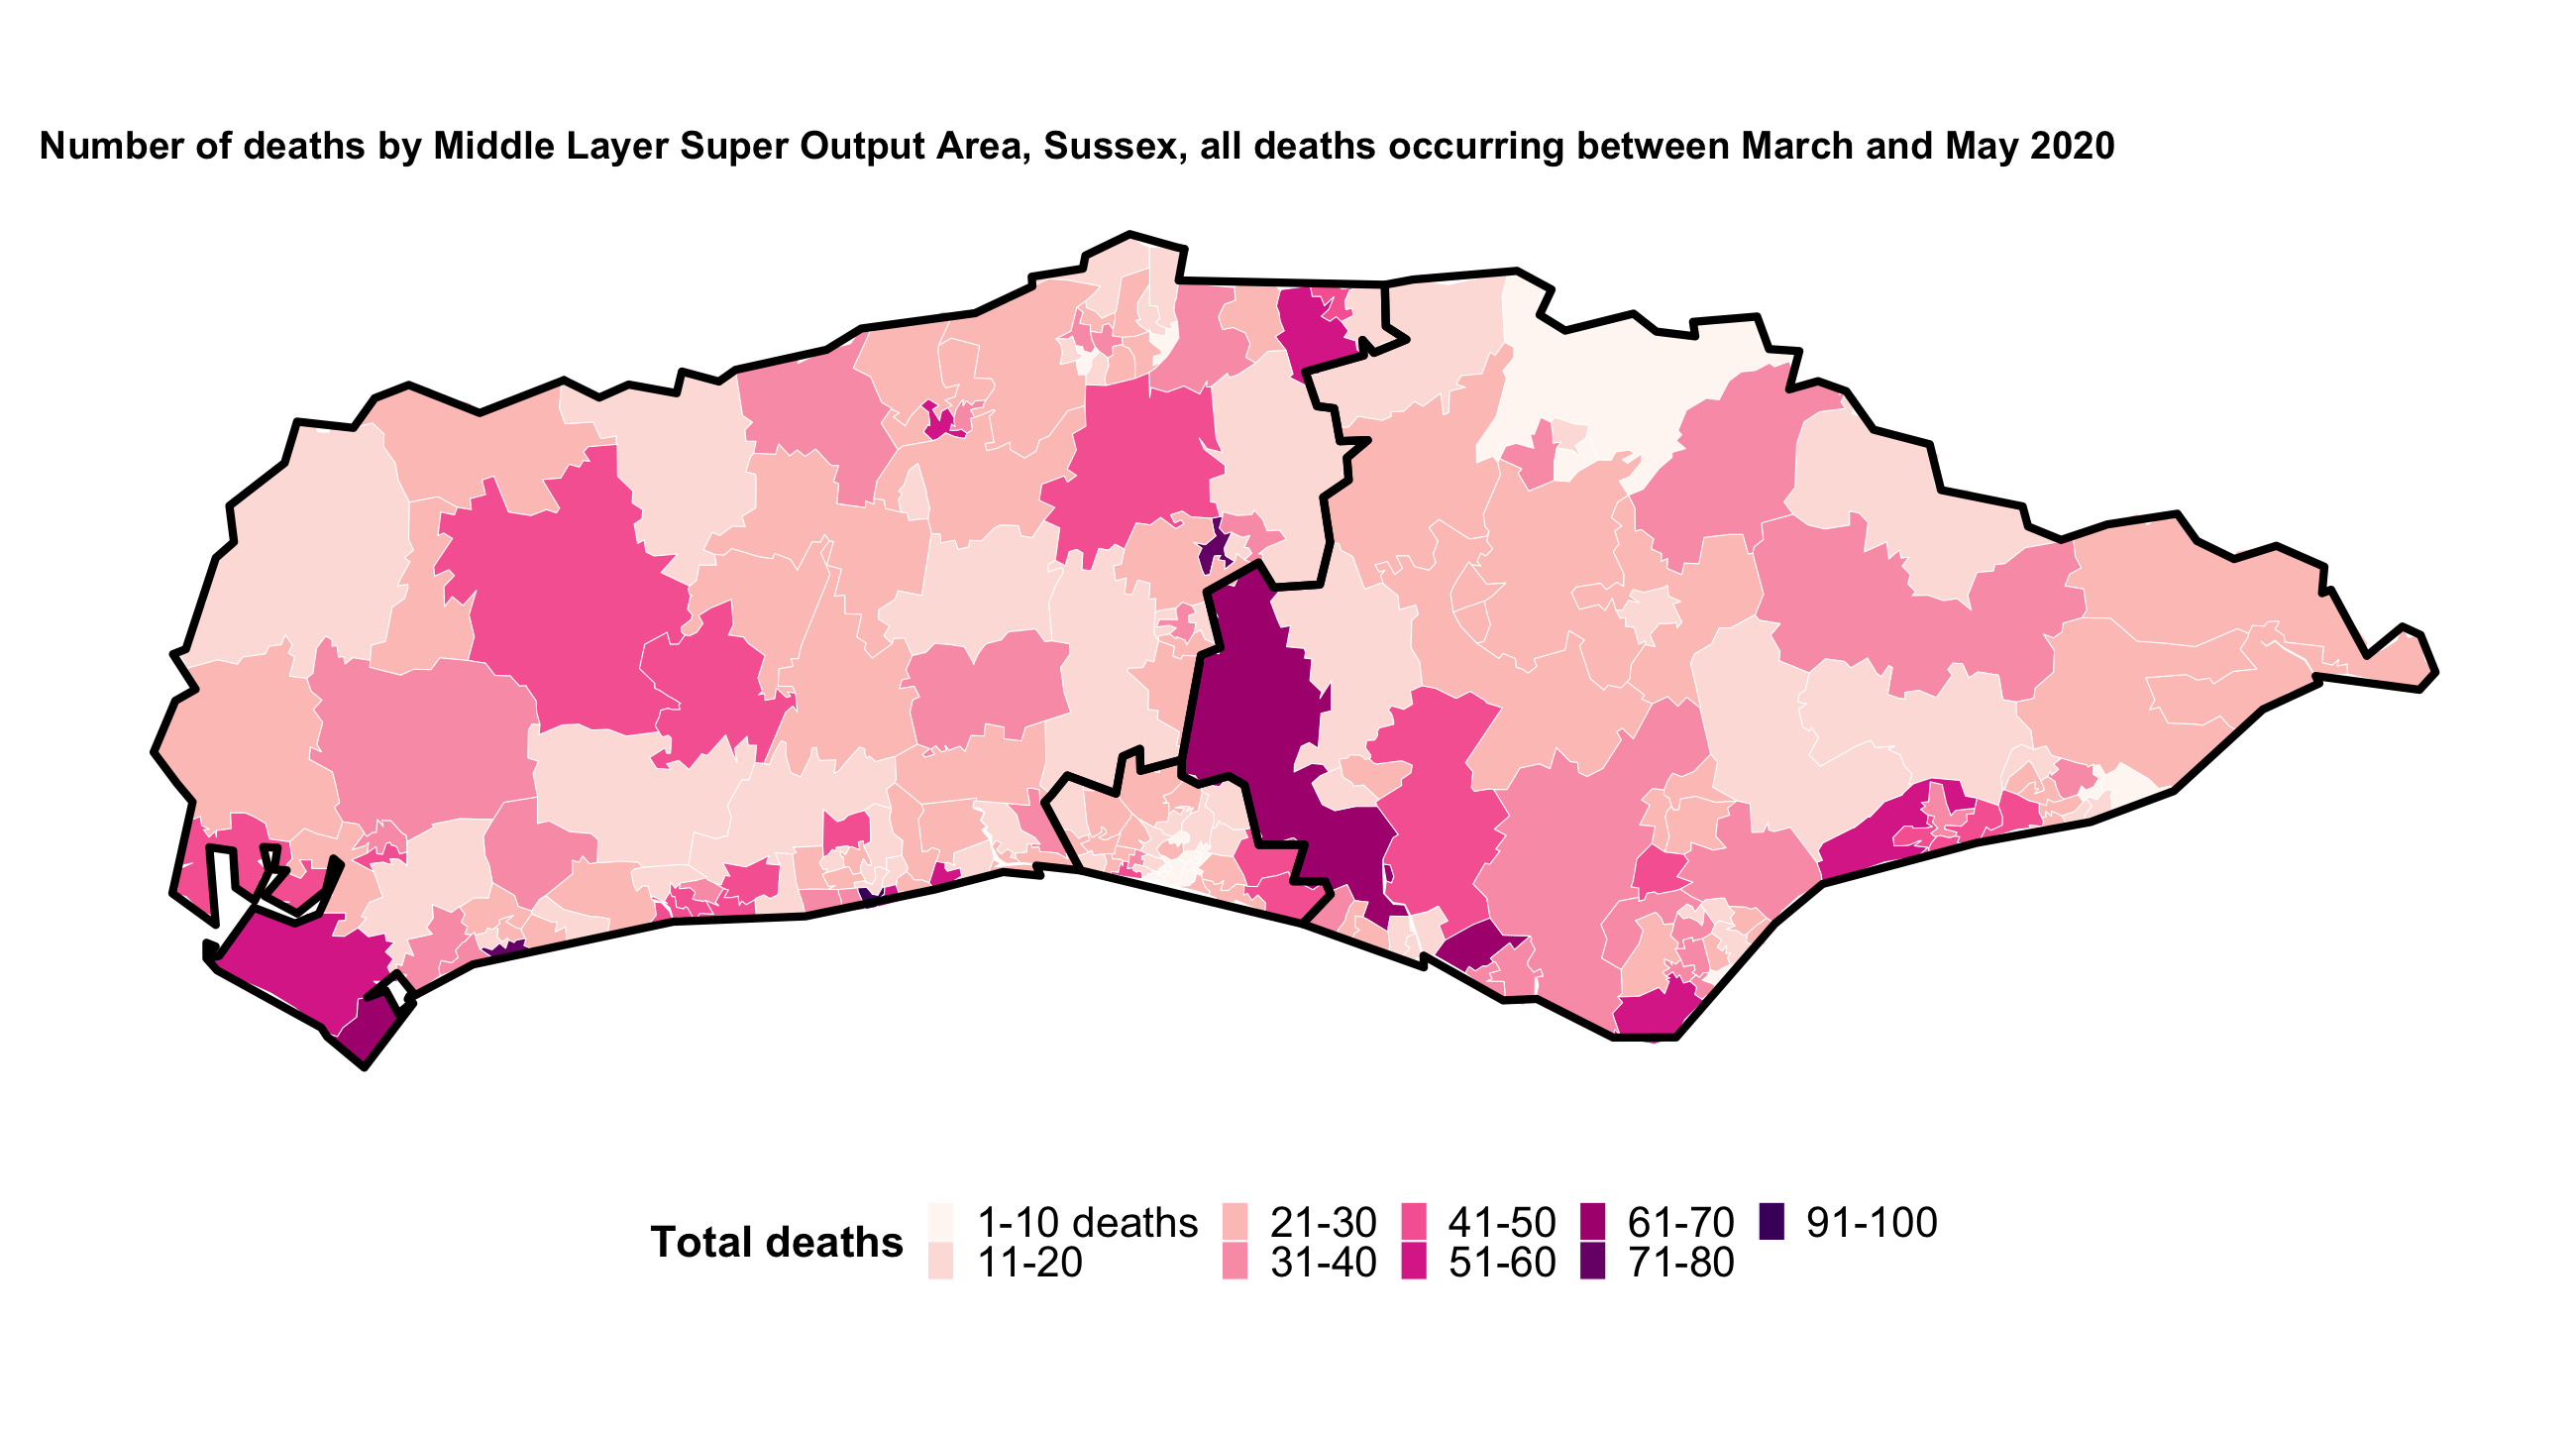 Number of deaths by Middle Layer Super Output Area, Sussex, all deaths occurring between March and May 2020
Total deaths
1-10 deaths
11-20
21-30
31-40
41-50
51-60
61-70
71-80
91-100